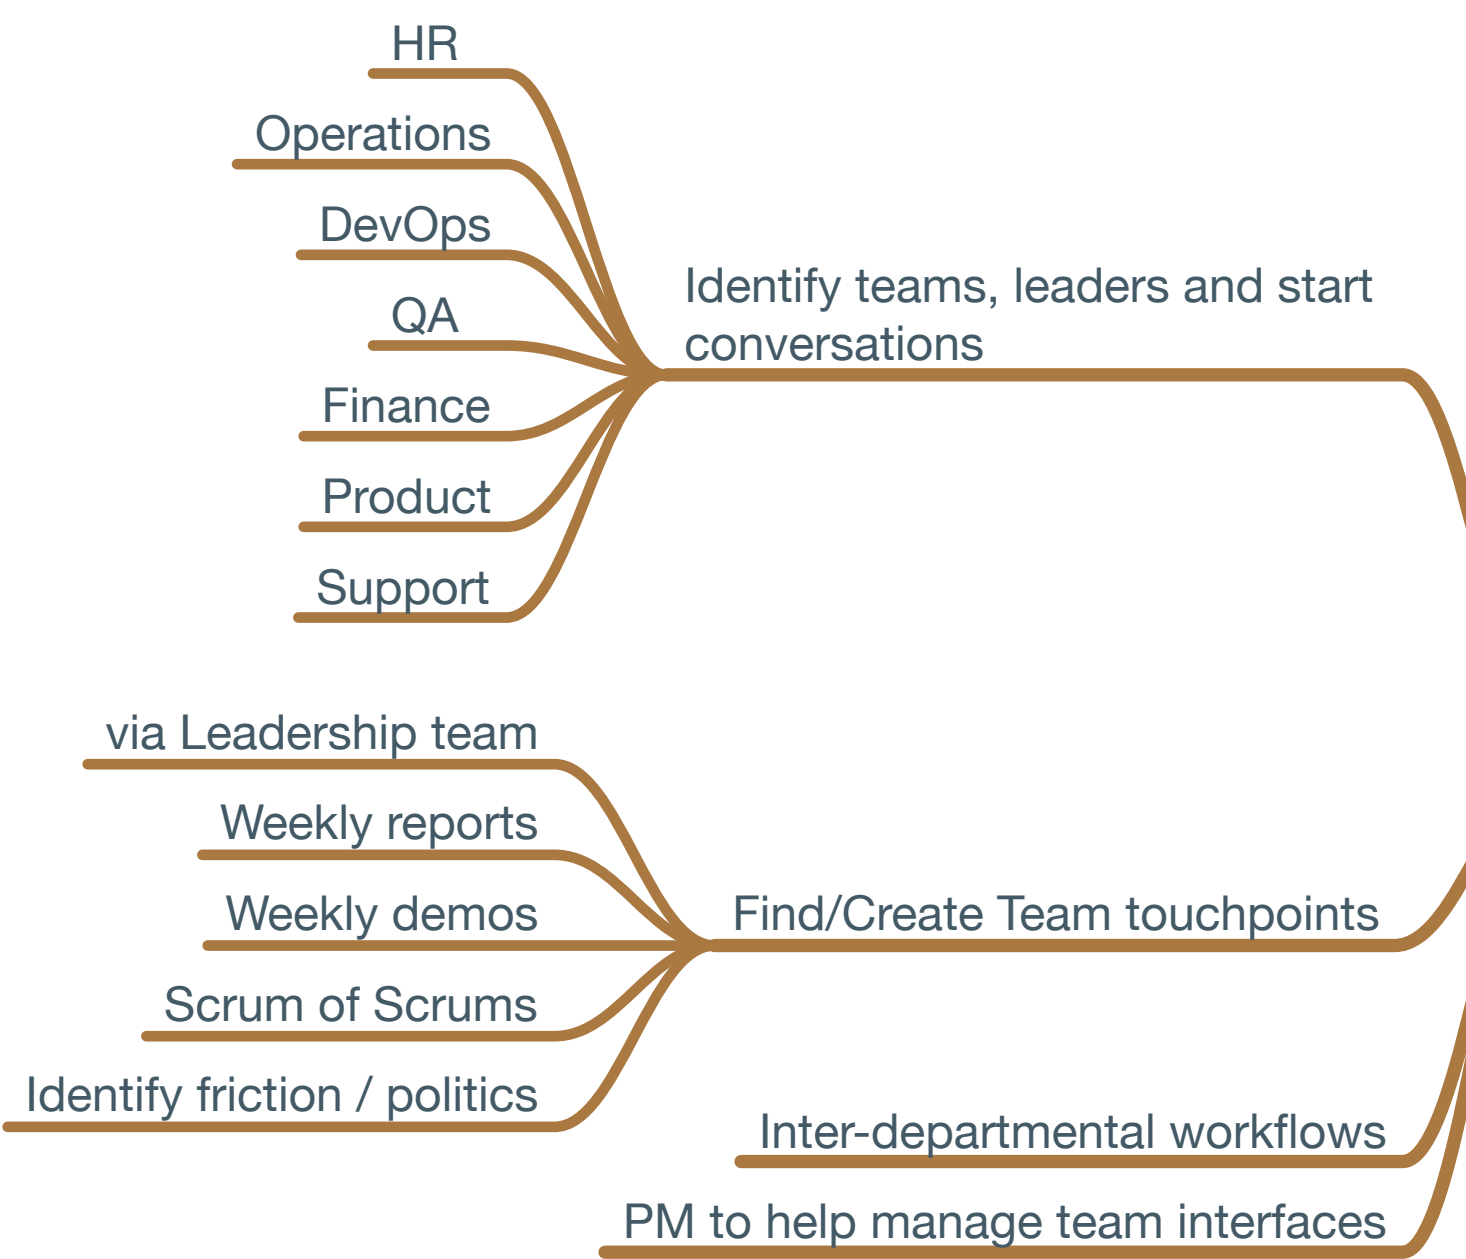 HR
Operations
DevOps
QA
Finance
Product
Support
Identify teams, leaders and start
conversations
via Leadership team
Weekly reports
Weekly demos
Scrum of Scrums
Identify friction / politics
Find/Create Team touchpoints
Inter-departmental workflows
PM to help manage team interfaces